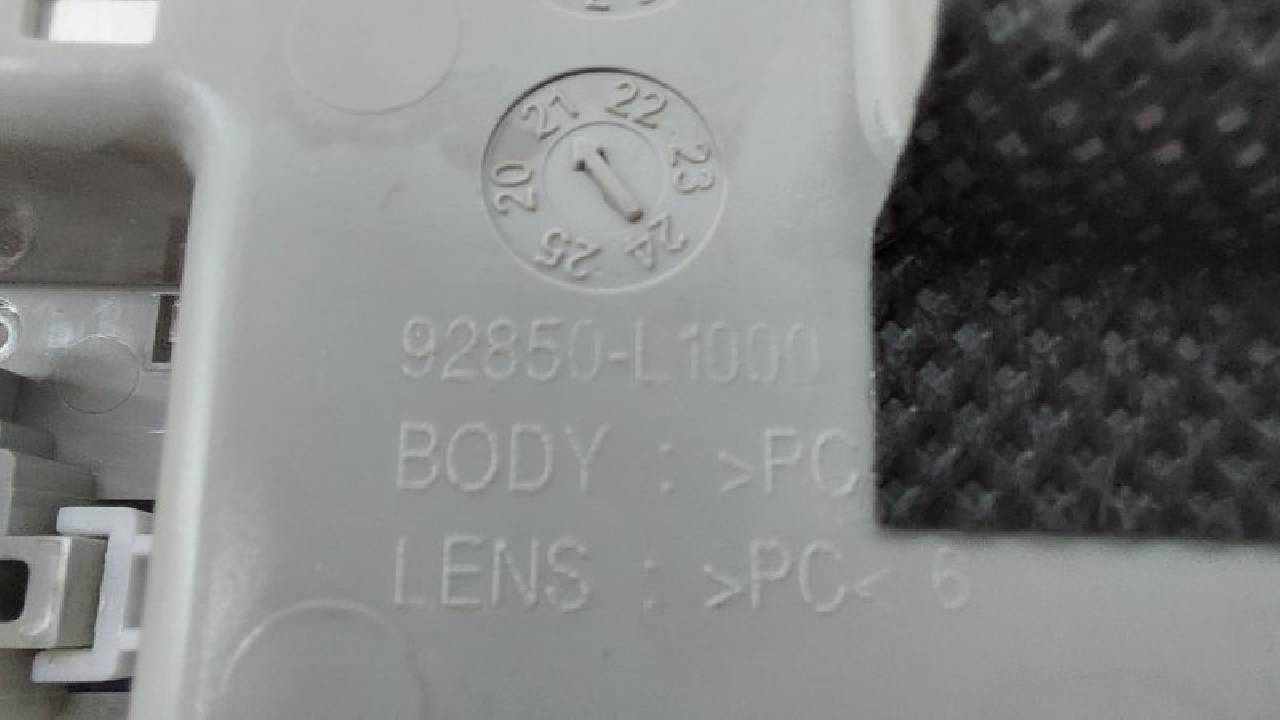 20 21 22 23 24 25
92850-L1000
BODY : >PC
LENS : >PC< 6